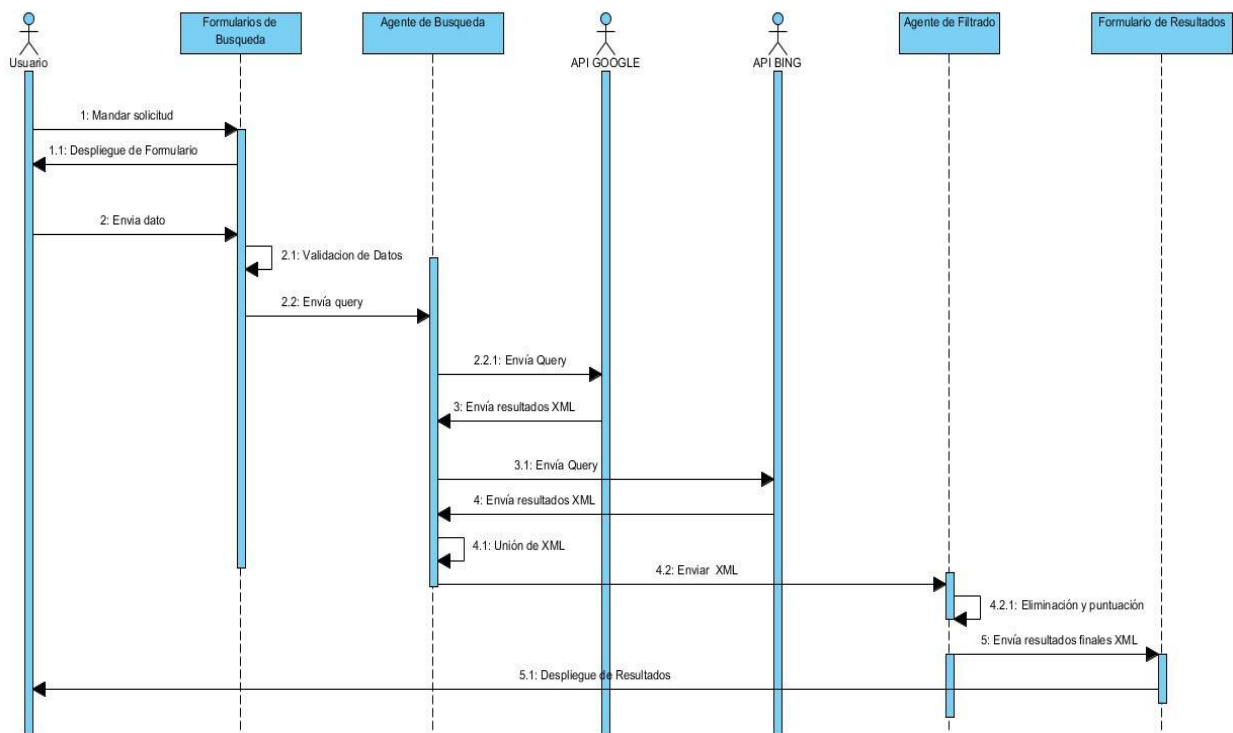 Usuario
Formularios de
Busqueda
Agente de Busqueda
API GOOGLE
API BING
Agente de Filtrado
Formulario de Resultados
1: Mandar solicitud
1.1: Despliegue de Formulario
2: Envia dato
2.1: Validacion de Datos
2.2: Envía query
2.2.1: Envía Query
3: Envía resultados XML
3.1: Envía Query
4: Envía resultados XML
4.1: Unión de XML
4.2: Enviar XML
4.2.1: Eliminación y puntuación
5: Envía resultados finales XML
5.1: Despliegue de Resultados